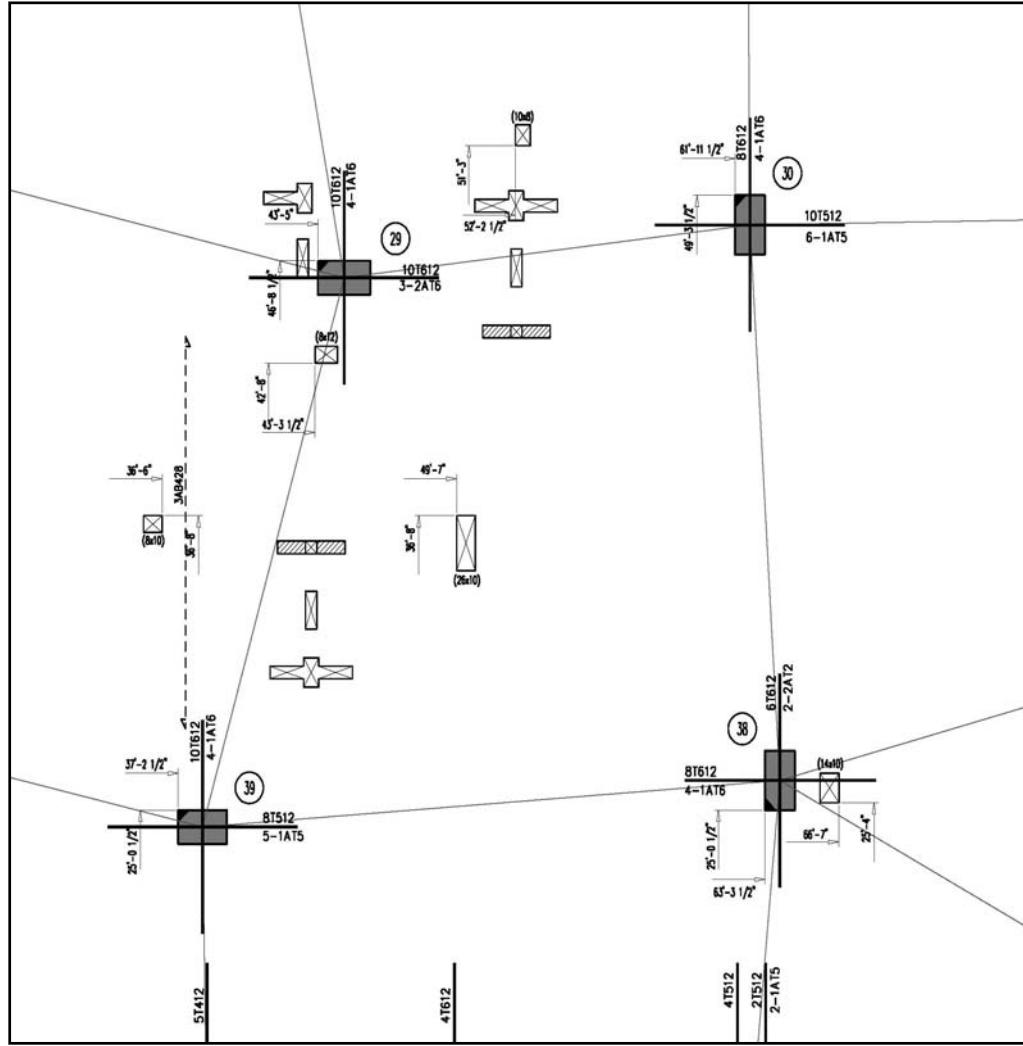 (10x8)
61'-11 1/2"
8T612
4-1AT6
51'-3"
10T612
4-1AT6
30
43'-5"
52'-2 1/2"
49'-3 1/2"
10T512
6-1AT5
29
46'-8 1/2"
10T612
3-2AT6
(8x12)
42'-8"
43'-3 1/2"
36'-6"
3AB428
49'-7"
(8x10)
36'-8"
36'-8"
(26x10)
6T612
2-2AT2
10T612
4-1AT6
38
37'-2 1/2"
39
(14x10)
8T612
4-1AT6
8T512
5-1AT5
25'-0 1/2"
25'-0 1/2"
66'-7"
25'-4"
63'-3 1/2"
5T412
4T612
4T512
2T512
2-1AT5